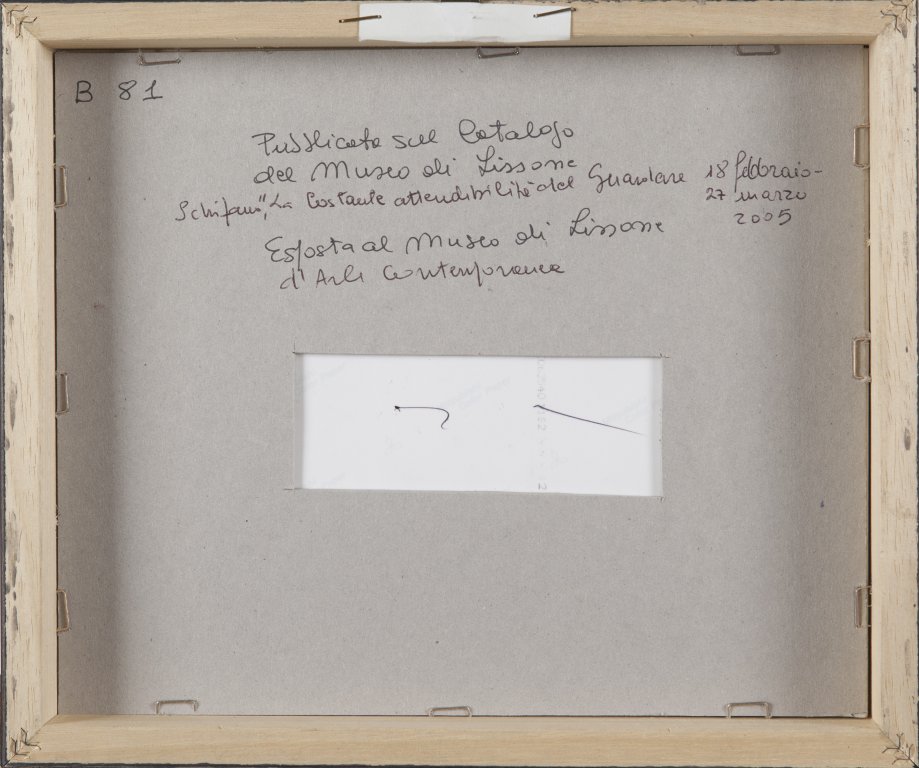 B 81
Pubblicata sul Catalogo
del Museo di Lissone
Schifano "La Costante attendibilità del Guardare 18 febbraio-
27 marzo
2005
Esposta al Museo di Lissone
d'Arte Contemporanea